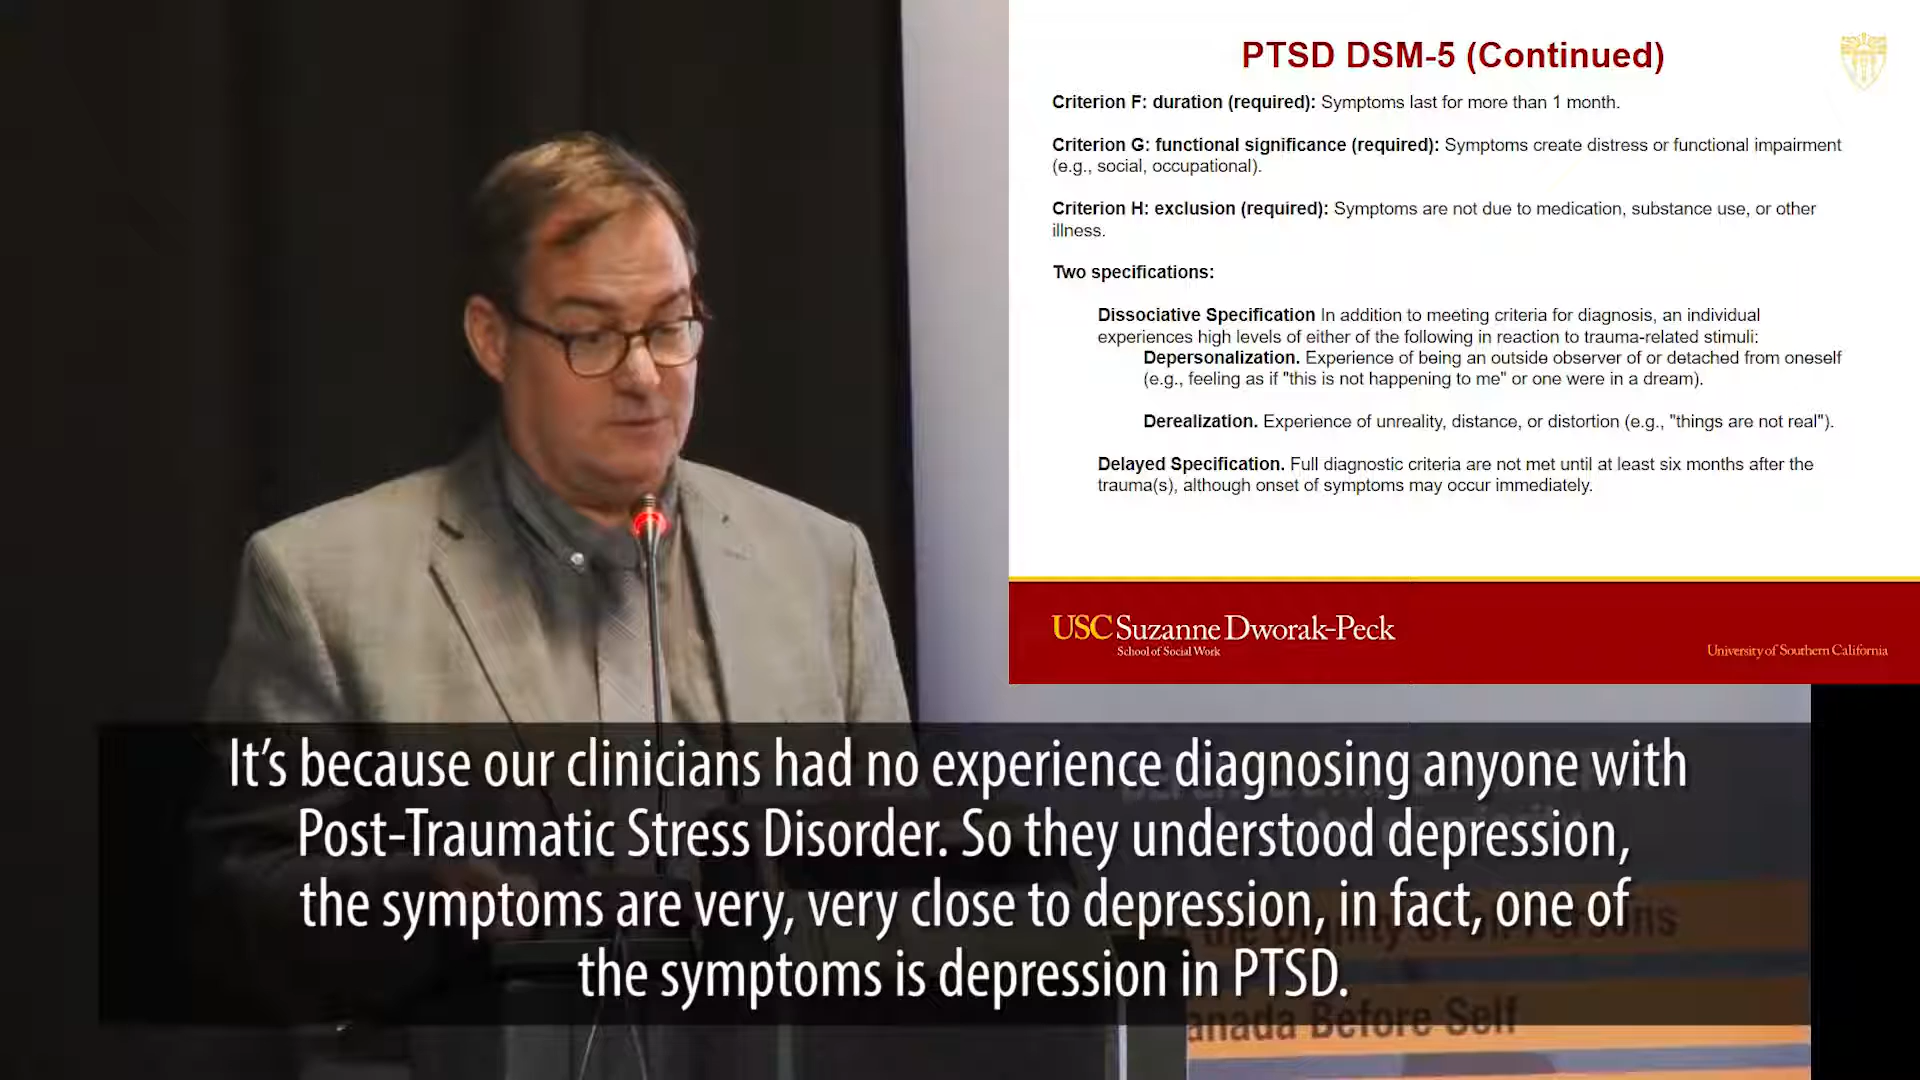 PTSD DSM-5 (Continued)
Criterion F: duration (required): Symptoms last for more than 1 month.
Criterion G: functional significance (required): Symptoms create distress or functional impairment
(e.g., social, occupational).
Criterion H: exclusion (required): Symptoms are not due to medication, substance use, or other
illness.
Two specifications:
Dissociative Specification In addition to meeting criteria for diagnosis, an individual
experiences high levels of either of the following in reaction to trauma-related stimuli:
Depersonalization. Experience of being an outside observer of or detached from oneself
(e.g., feeling as if "this is not happening to me" or one were in a dream).
Derealization. Experience of unreality, distance, or distortion (e.g., "things are not real").
Delayed Specification. Full diagnostic criteria are not met until at least six months after the
trauma(s), although onset of symptoms may occur immediately.
USC Suzanne Dworak-Peck
School of Social Work
University of Southern California
It's because our clinicians had no experience diagnosing anyone with
Post-Traumatic Stress Disorder. So they understood depression,
the symptoms are very, very close to depression, in fact, one of
the symptoms is depression in PTSD.
the Dignity of All Persons
anada Before Self